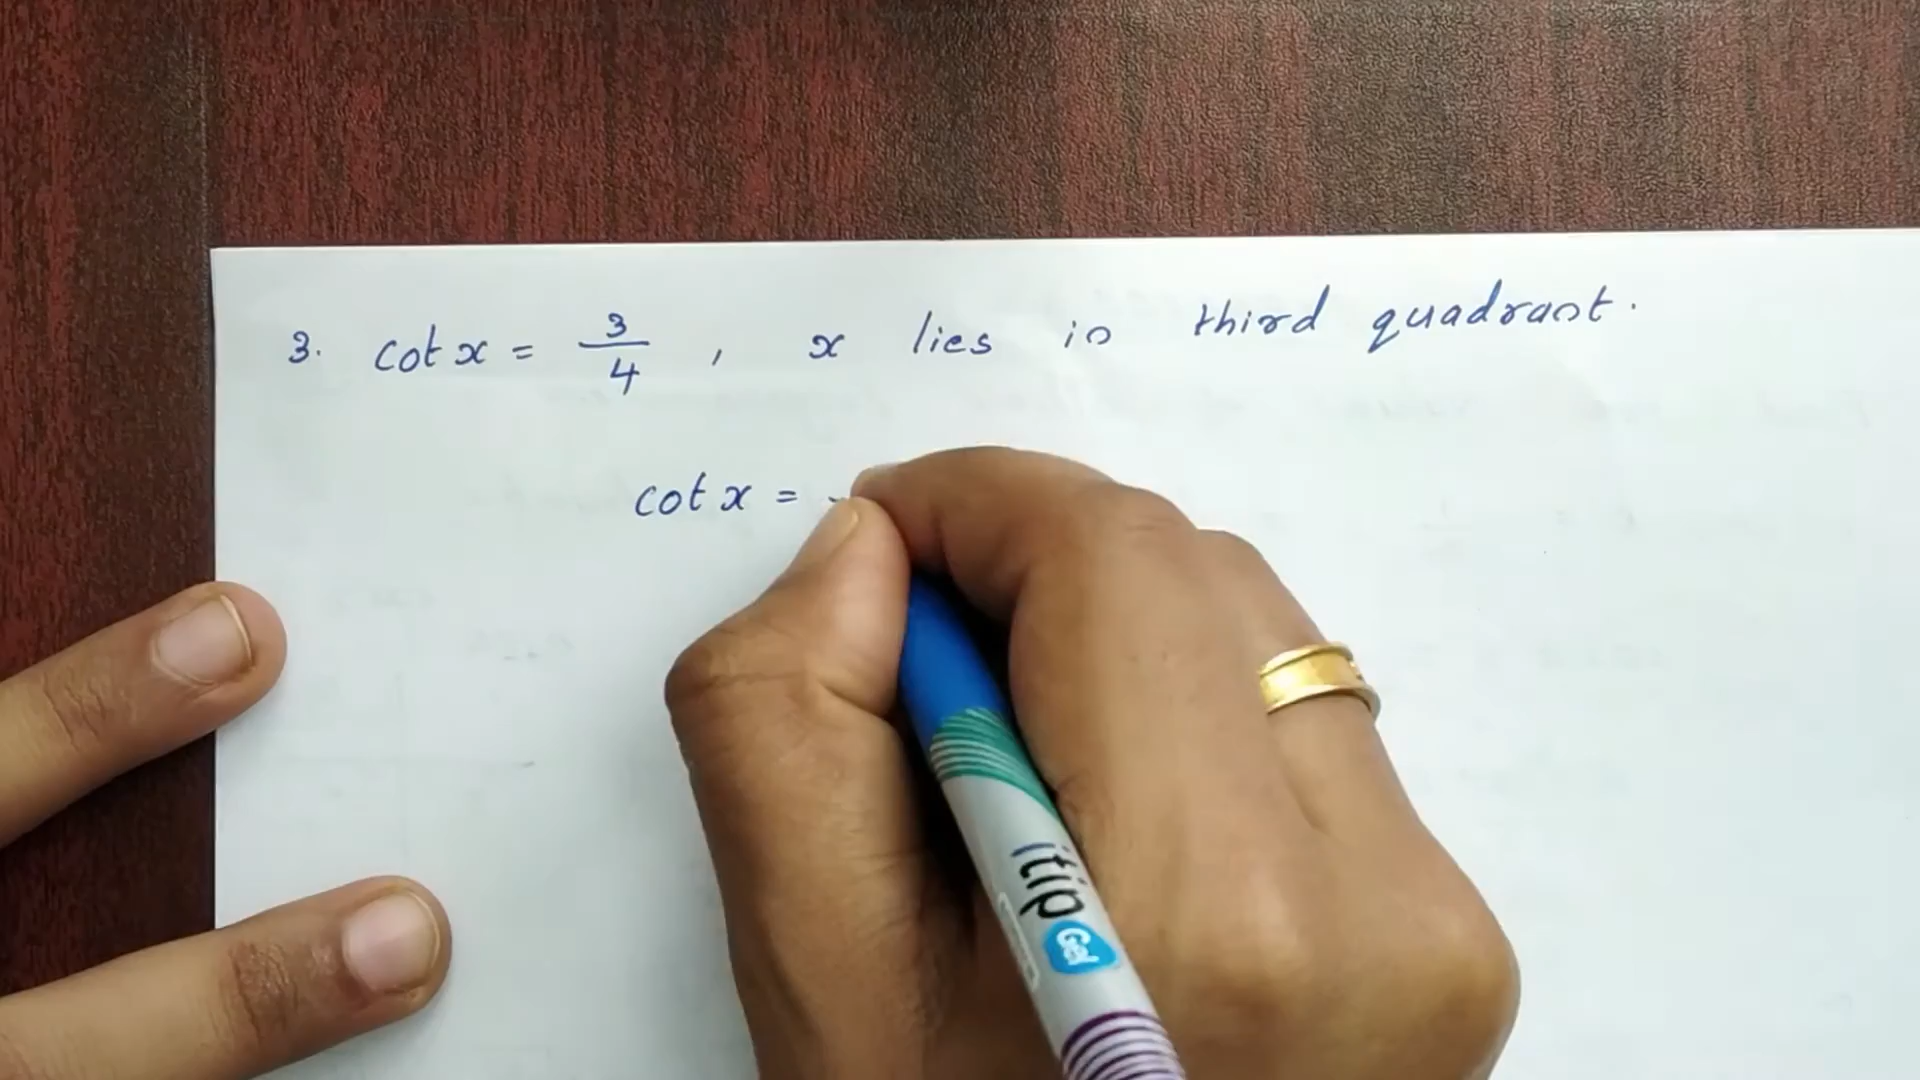 3. cot x = 3/4 , x lies in third quadrant.
cot x =
itip
Gel